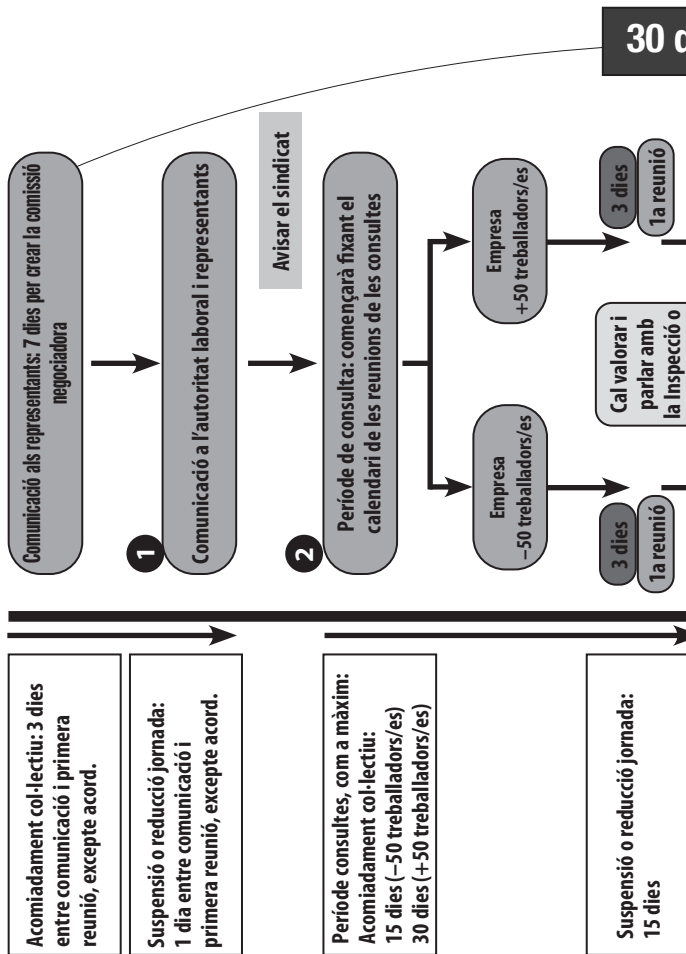 Acomiadament col·lectiu: 3 dies
entre comunicació i primera
reunió, excepte acord.
Suspensió o reducció jornada:
1 dia entre comunicació i
primera reunió, excepte acord.
Període consultes, com a màxim:
Acomiadament col·lectiu:
15 dies (–50 treballadors/es)
30 dies (+50 treballadors/es)
Suspensió o reducció jornada:
15 dies
Comunicació als representants: 7 dies per crear la comissió
negociadora
1
Comunicació a l'autoritat laboral i representants
Avisar el sindicat
2
Període de consulta: començarà fixant el
calendari de les reunions de les consultes
Empresa
–50 treballadors/es
Empresa
+50 treballadors/es
3 dies
1a reunió
Cal valorar i
parlar amb
la Inspecció o
3 dies
1a reunió
30 d